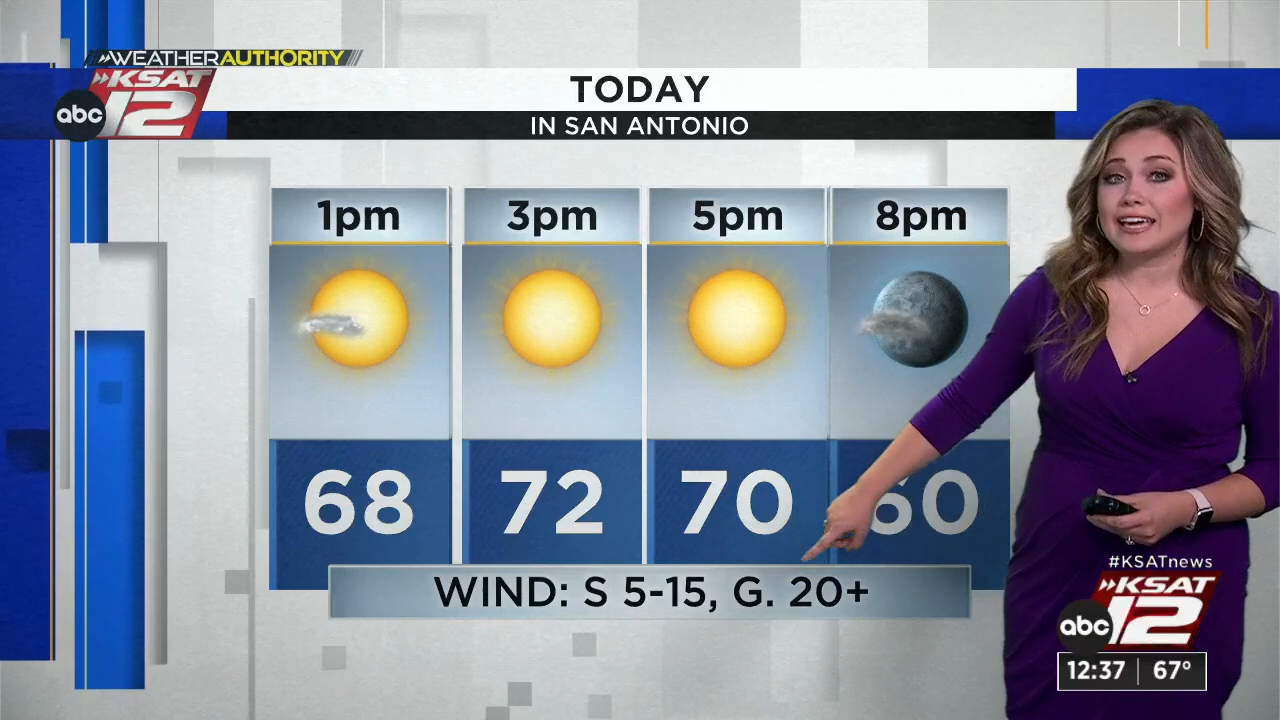 WEATHERAUTHORITY
KSAT
abc 12
TODAY
IN SAN ANTONIO
1pm 3pm 5pm 8pm
68 72 70 60
WIND: S 5-15, G. 20+
#KSATnews
KSAT
abc 12
12:37 67°